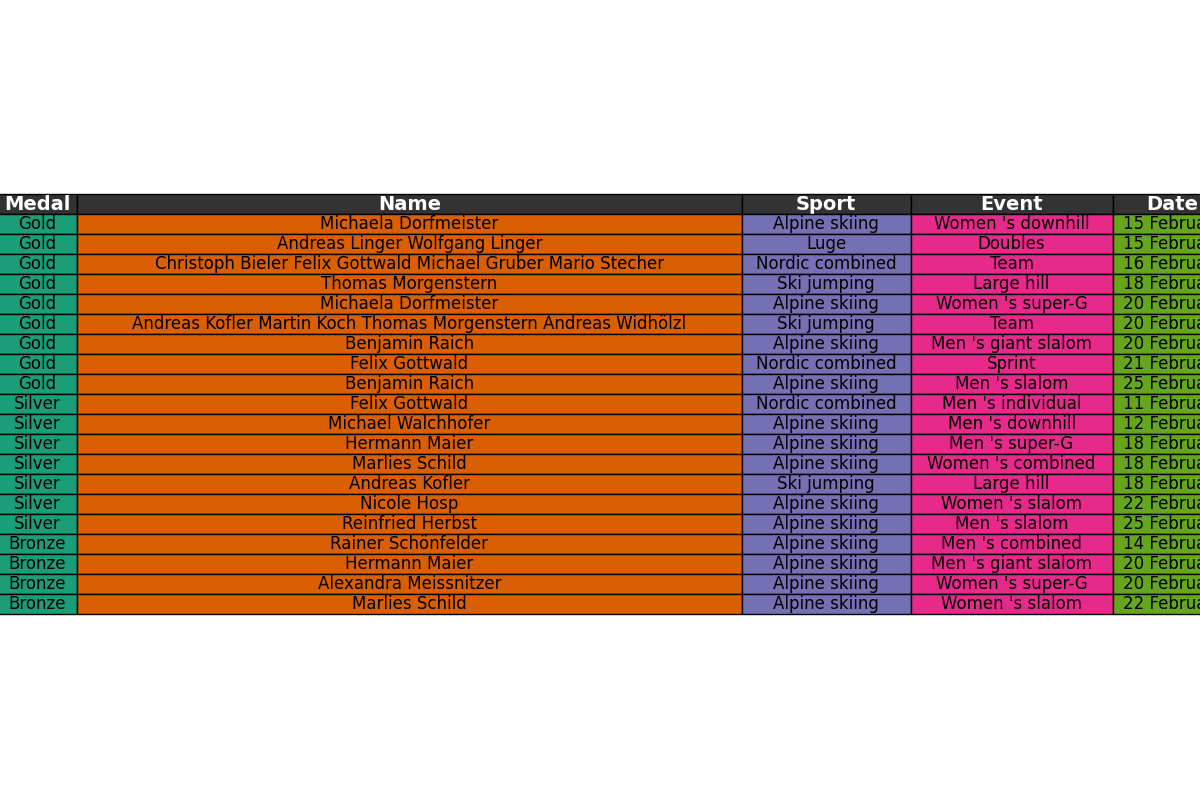 Medal Name Sport Event Date
Gold Michaela Dorfmeister Alpine skiing Women 's downhill 15 Februa
Gold Andreas Linger Wolfgang Linger Luge Doubles 15 Februa
Gold Christoph Bieler Felix Gottwald Michael Gruber Mario Stecher Nordic combined Team 16 Februa
Gold Thomas Morgenstern Ski jumping Large hill 18 Februa
Gold Michaela Dorfmeister Alpine skiing Women 's super-G 20 Februa
Gold Andreas Kofler Martin Koch Thomas Morgenstern Andreas Widhölzl Ski jumping Team 20 Februa
Gold Benjamin Raich Alpine skiing Men 's giant slalom 20 Februa
Gold Felix Gottwald Nordic combined Sprint 21 Februa
Gold Benjamin Raich Alpine skiing Men 's slalom 25 Februa
Silver Felix Gottwald Nordic combined Men 's individual 11 Februa
Silver Michael Walchhofer Alpine skiing Men 's downhill 12 Februa
Silver Hermann Maier Alpine skiing Men 's super-G 18 Februa
Silver Marlies Schild Alpine skiing Women 's combined 18 Februa
Silver Andreas Kofler Ski jumping Large hill 18 Februa
Silver Nicole Hosp Alpine skiing Women 's slalom 22 Februa
Silver Reinfried Herbst Alpine skiing Men 's slalom 25 Februa
Bronze Rainer Schönfelder Alpine skiing Men 's combined 14 Februa
Bronze Hermann Maier Alpine skiing Men 's giant slalom 20 Februa
Bronze Alexandra Meissnitzer Alpine skiing Women 's super-G 20 Februa
Bronze Marlies Schild Alpine skiing Women 's slalom 22 Februa